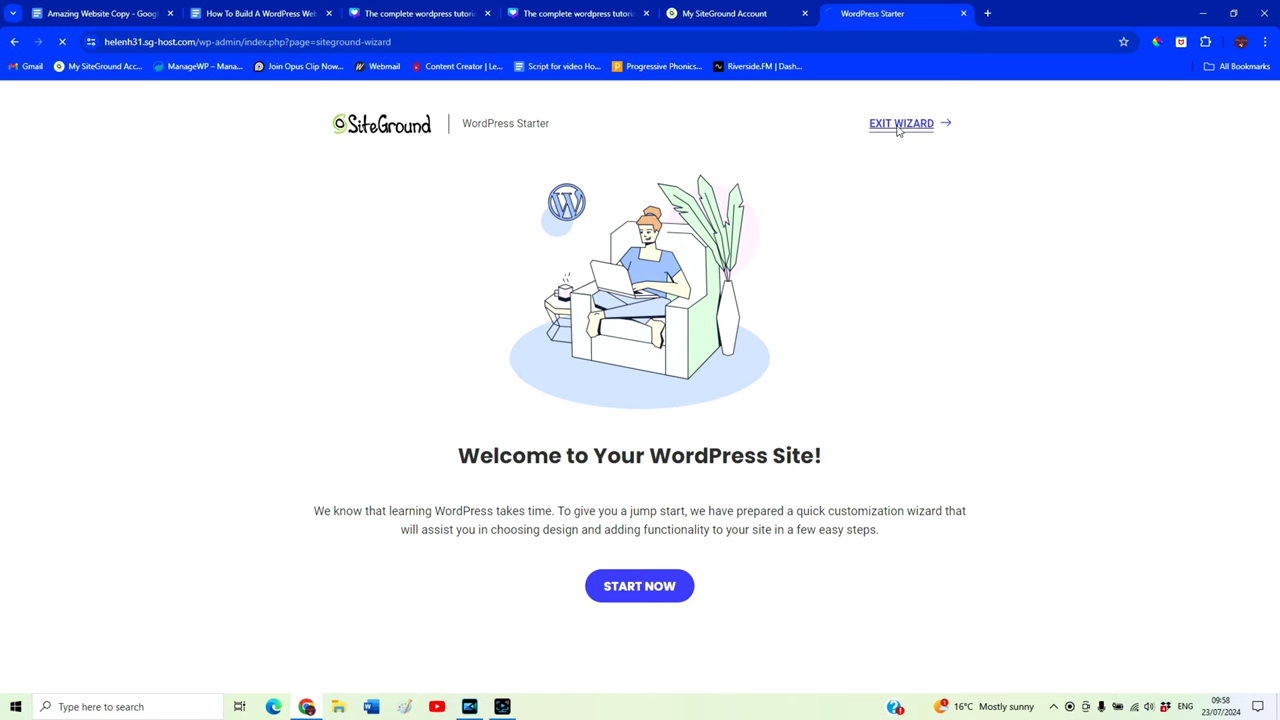 Amazing Website Copy - Goog
How To Build A WordPress Web
The complete wordpress tutori
The complete wordpress tutori
My SiteGround Account
WordPress Starter
helenh31.sg-host.com/wp-admin/index.php?page=siteground-wizard
Gmail
My SiteGround Acc...
ManageWP – Mana...
Join Opus Clip Now...
Webmail
Content Creator | Le...
Script for video Ho...
Progressive Phonics...
Riverside.FM | Dash...
All Bookmarks
SiteGround
WordPress Starter
EXIT WIZARD
Welcome to Your WordPress Site!
We know that learning WordPress takes time. To give you a jump start, we have prepared a quick customization wizard that
will assist you in choosing design and adding functionality to your site in a few easy steps.
START NOW
Type here to search
16°C Mostly sunny
ENG
09:58
23/07/2024